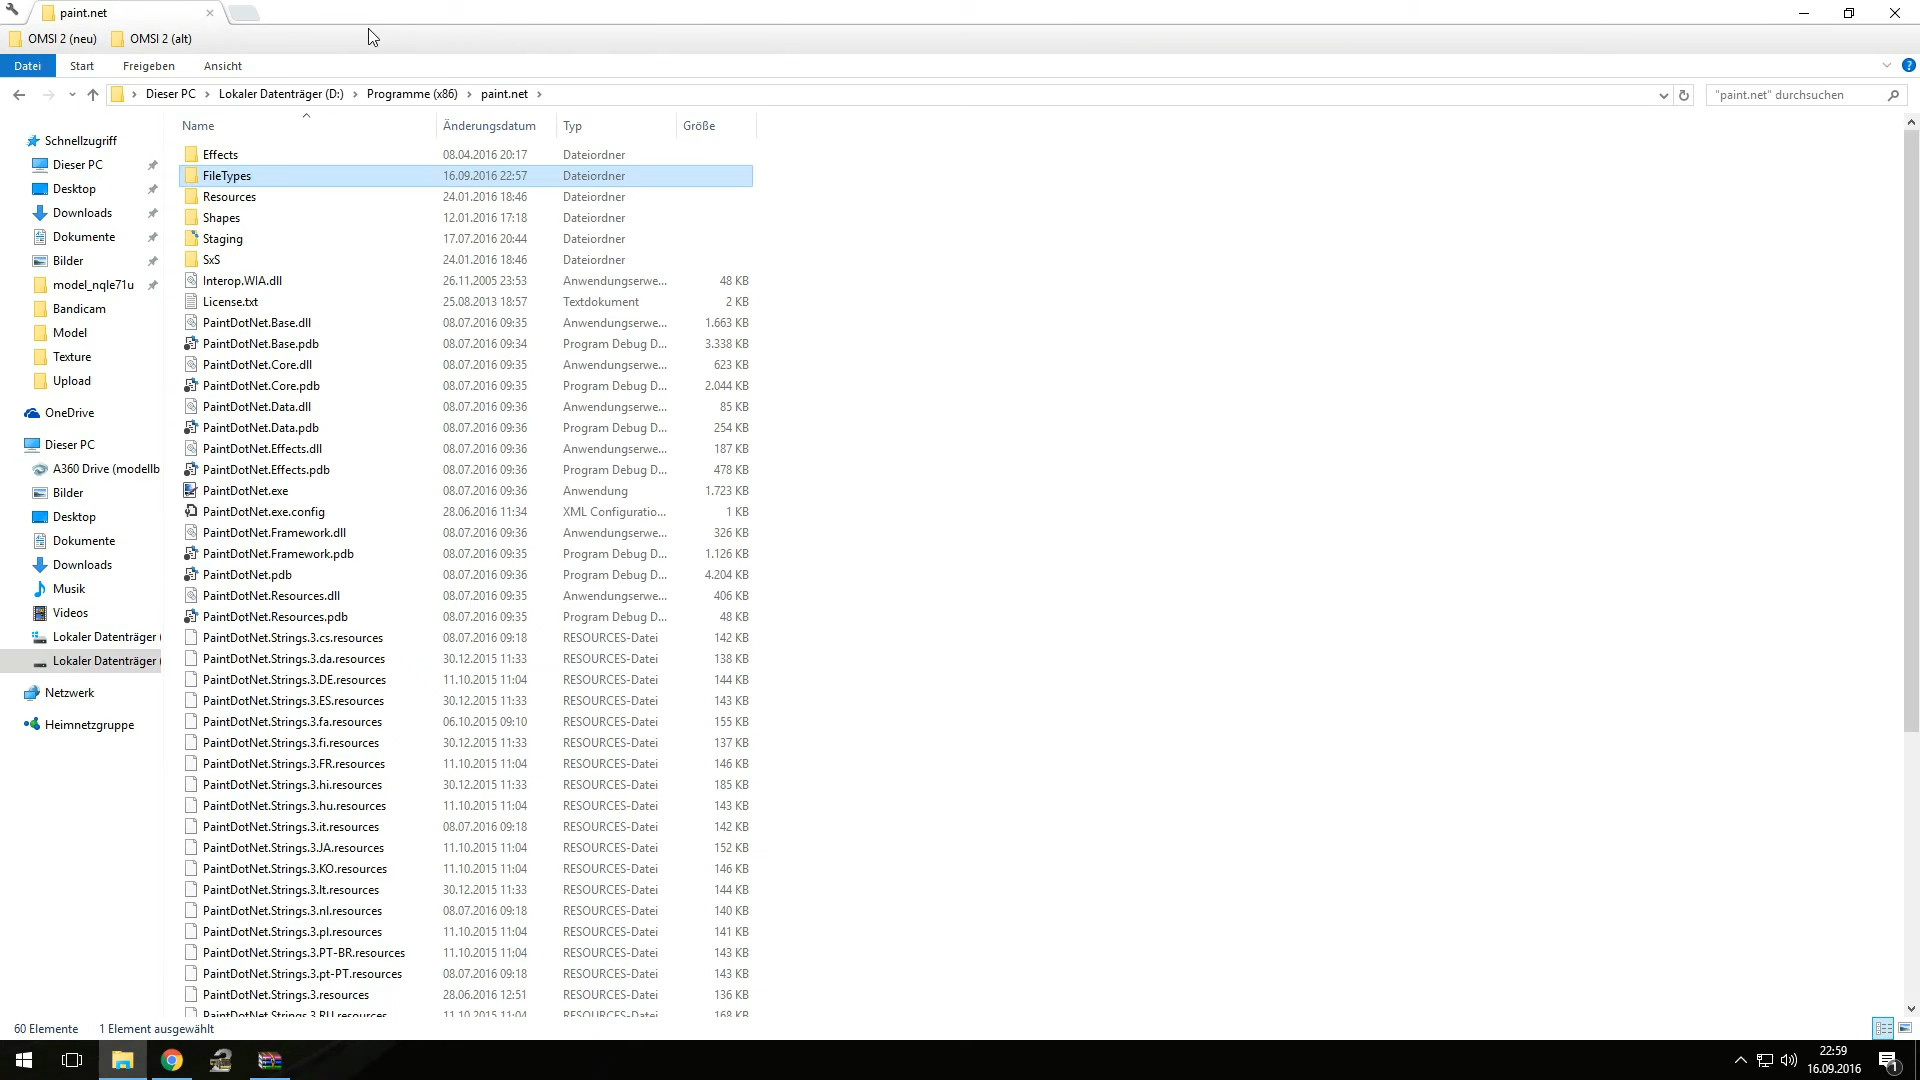 paint.net
OMSI 2 (neu) OMSI 2 (alt)
Datei Start Freigeben Ansicht
Dieser PC Lokaler Datenträger (D:) Programme (x86) paint.net "paint.net" durchsuchen
Name Änderungsdatum Typ Größe
Schnellzugriff
Dieser PC
Desktop
Downloads
Dokumente
Bilder
model_nqle71u
Bandicam
Model
Texture
Upload
OneDrive
Dieser PC
A360 Drive (modellb
Bilder
Desktop
Dokumente
Downloads
Musik
Videos
Lokaler Datenträger (
Lokaler Datenträger (
Netzwerk
Heimnetzgruppe
Effects 08.04.2016 20:17 Dateiordner
FileTypes 16.09.2016 22:57 Dateiordner
Resources 24.01.2016 18:46 Dateiordner
Shapes 12.01.2016 17:18 Dateiordner
Staging 17.07.2016 20:44 Dateiordner
SxS 24.01.2016 18:46 Dateiordner
Interop.WIA.dll 26.11.2005 23:53 Anwendungserwe... 48 KB
License.txt 25.08.2013 18:57 Textdokument 2 KB
PaintDotNet.Base.dll 08.07.2016 09:35 Anwendungserwe... 1.663 KB
PaintDotNet.Base.pdb 08.07.2016 09:34 Program Debug D... 3.338 KB
PaintDotNet.Core.dll 08.07.2016 09:35 Anwendungserwe... 623 KB
PaintDotNet.Core.pdb 08.07.2016 09:35 Program Debug D... 2.044 KB
PaintDotNet.Data.dll 08.07.2016 09:36 Anwendungserwe... 85 KB
PaintDotNet.Data.pdb 08.07.2016 09:36 Program Debug D... 254 KB
PaintDotNet.Effects.dll 08.07.2016 09:36 Anwendungserwe... 187 KB
PaintDotNet.Effects.pdb 08.07.2016 09:36 Program Debug D... 478 KB
PaintDotNet.exe 08.07.2016 09:36 Anwendung 1.723 KB
PaintDotNet.exe.config 28.06.2016 11:34 XML Configuratio... 1 KB
PaintDotNet.Framework.dll 08.07.2016 09:36 Anwendungserwe... 326 KB
PaintDotNet.Framework.pdb 08.07.2016 09:35 Program Debug D... 1.126 KB
PaintDotNet.pdb 08.07.2016 09:36 Program Debug D... 4.204 KB
PaintDotNet.Resources.dll 08.07.2016 09:35 Anwendungserwe... 406 KB
PaintDotNet.Resources.pdb 08.07.2016 09:35 Program Debug D... 48 KB
PaintDotNet.Strings.3.cs.resources 08.07.2016 09:18 RESOURCES-Datei 142 KB
PaintDotNet.Strings.3.da.resources 30.12.2015 11:33 RESOURCES-Datei 138 KB
PaintDotNet.Strings.3.DE.resources 11.10.2015 11:04 RESOURCES-Datei 144 KB
PaintDotNet.Strings.3.ES.resources 30.12.2015 11:33 RESOURCES-Datei 143 KB
PaintDotNet.Strings.3.fa.resources 06.10.2015 09:10 RESOURCES-Datei 155 KB
PaintDotNet.Strings.3.fi.resources 30.12.2015 11:33 RESOURCES-Datei 137 KB
PaintDotNet.Strings.3.FR.resources 11.10.2015 11:04 RESOURCES-Datei 146 KB
PaintDotNet.Strings.3.hi.resources 30.12.2015 11:33 RESOURCES-Datei 185 KB
PaintDotNet.Strings.3.hu.resources 11.10.2015 11:04 RESOURCES-Datei 143 KB
PaintDotNet.Strings.3.it.resources 08.07.2016 09:18 RESOURCES-Datei 142 KB
PaintDotNet.Strings.3.JA.resources 11.10.2015 11:04 RESOURCES-Datei 152 KB
PaintDotNet.Strings.3.KO.resources 11.10.2015 11:04 RESOURCES-Datei 146 KB
PaintDotNet.Strings.3.lt.resources 30.12.2015 11:33 RESOURCES-Datei 144 KB
PaintDotNet.Strings.3.nl.resources 08.07.2016 09:18 RESOURCES-Datei 140 KB
PaintDotNet.Strings.3.pl.resources 11.10.2015 11:04 RESOURCES-Datei 141 KB
PaintDotNet.Strings.3.PT-BR.resources 11.10.2015 11:04 RESOURCES-Datei 143 KB
PaintDotNet.Strings.3.pt-PT.resources 08.07.2016 09:18 RESOURCES-Datei 143 KB
PaintDotNet.Strings.3.resources 28.06.2016 12:51 RESOURCES-Datei 136 KB
PaintDotNet.Strings.3.RU.resources 11.10.2015 11:04 RESOURCES-Datei 168 KB
60 Elemente 1 Element ausgewählt
22:59
16.09.2016
1